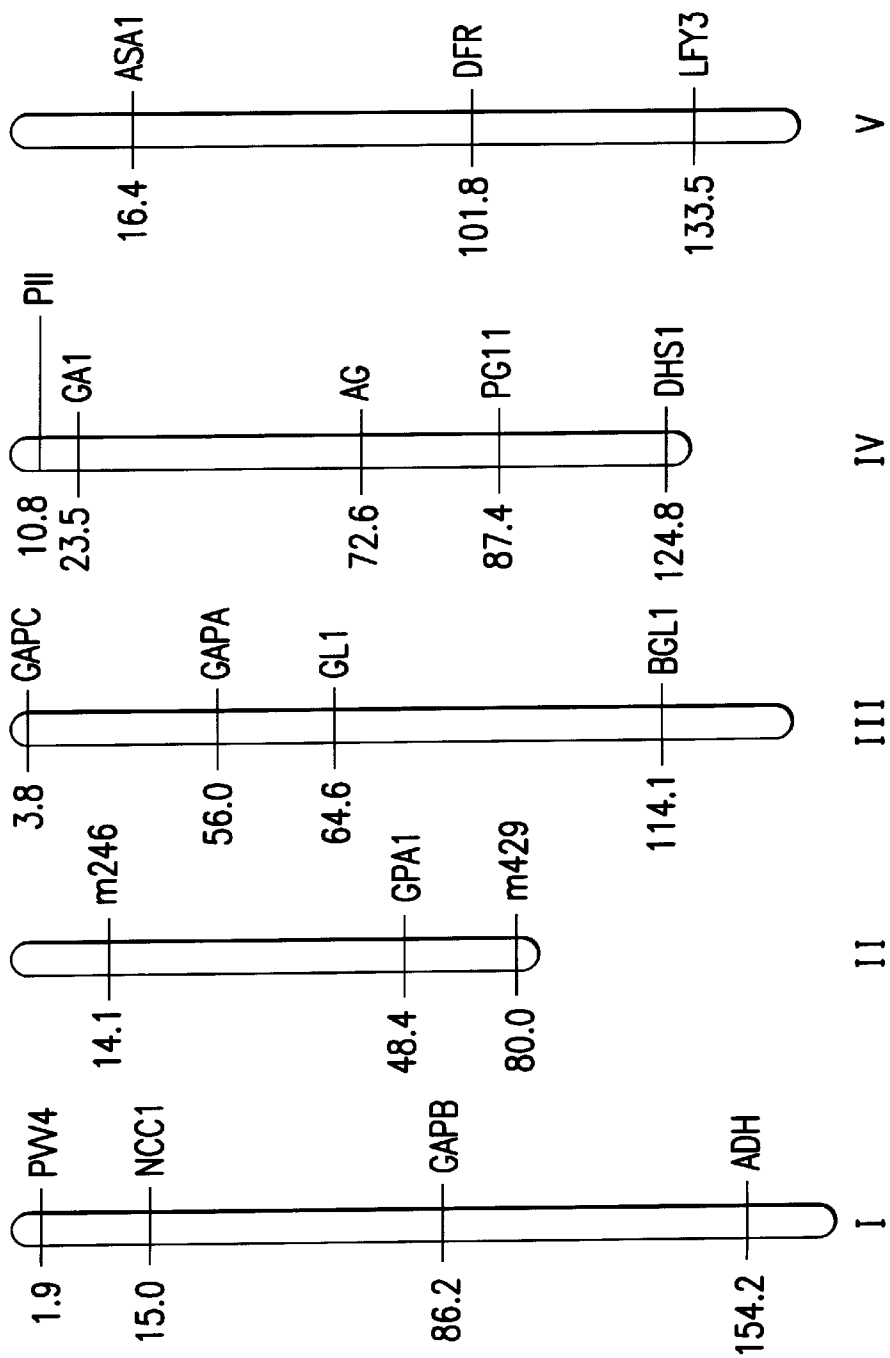 1.9 PVV4
15.0 NCC1
86.2 GAPB
154.2 ADH
I
14.1 m246
48.4 GPA1
80.0 m429
II
3.8 GAPC
56.0 GAPA
64.6 GL1
114.1 BGL1
III
10.8 PII
23.5 GA1
72.6 AG
87.4 PG11
124.8 DHS1
IV
16.4 ASA1
101.8 DFR
133.5 LFY3
V